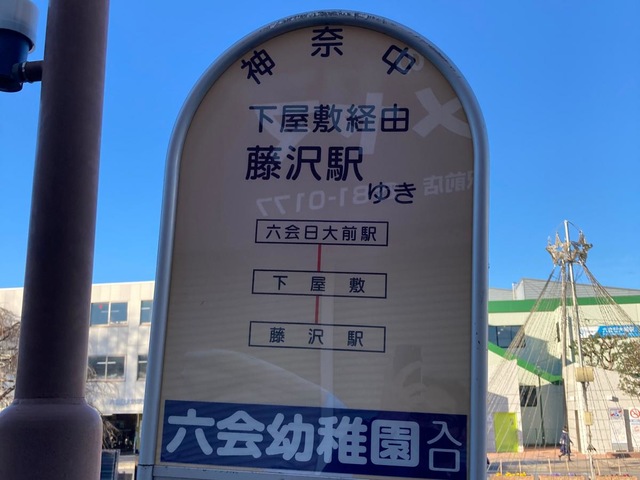 神奈中
下屋敷経由
藤沢駅
ゆき
六会日大前駅
下屋敷
藤沢駅
六会幼稚園入口